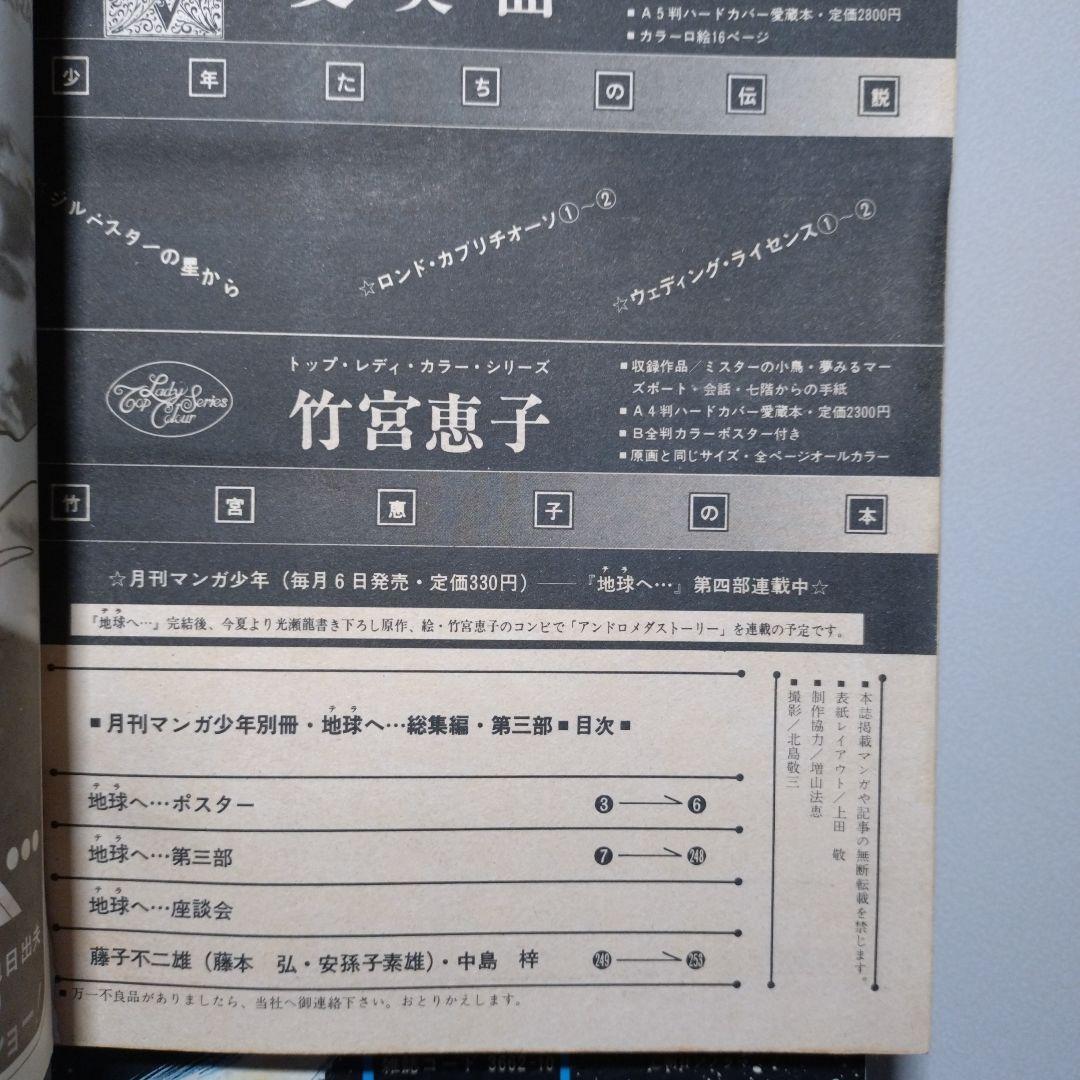 ■A5判ハードカバー愛蔵本・定価2800円
■カラー口絵16ページ
少年たちの伝説
ジルベスターの星から
☆ロンド・カプリチオーソ①~②
☆ウェディング・ライセンス①~②
Top Lady Colour Series
トップ・レディ・カラー・シリーズ
竹宮恵子
■収録作品/ミスターの小鳥・夢みるマー
ズポート・会話・七階からの手紙
■A4判ハードカバー愛蔵本・定価2300円
■B全判カラーポスター付き
■原画と同じサイズ・全ページオールカラー
竹宮恵子の本
☆月刊マンガ少年(毎月6日発売・定価330円)――『地球へ…』第四部連載中☆
テラ
『地球へ…』完結後、今夏より光瀬龍書き下ろし原作、絵・竹宮恵子のコンビで「アンドロメダストーリー」を連載の予定です。
テラ
■月刊マンガ少年別冊・地球へ…総集編・第三部■目次■
テラ
地球へ…ポスター ❸→❻
テラ
地球へ…第三部 ❼→248
テラ
地球へ…座談会
テラ
藤子不二雄(藤本 弘・安孫子素雄)・中島 梓 249→253
■万一不良品がありましたら、当社へ御連絡下さい。おとりかえします。
■本誌掲載マンガや記事の無断転載を禁じます。
■表紙レイアウト/上田 敬
■制作協力/増山法恵
■撮影/北島敬三